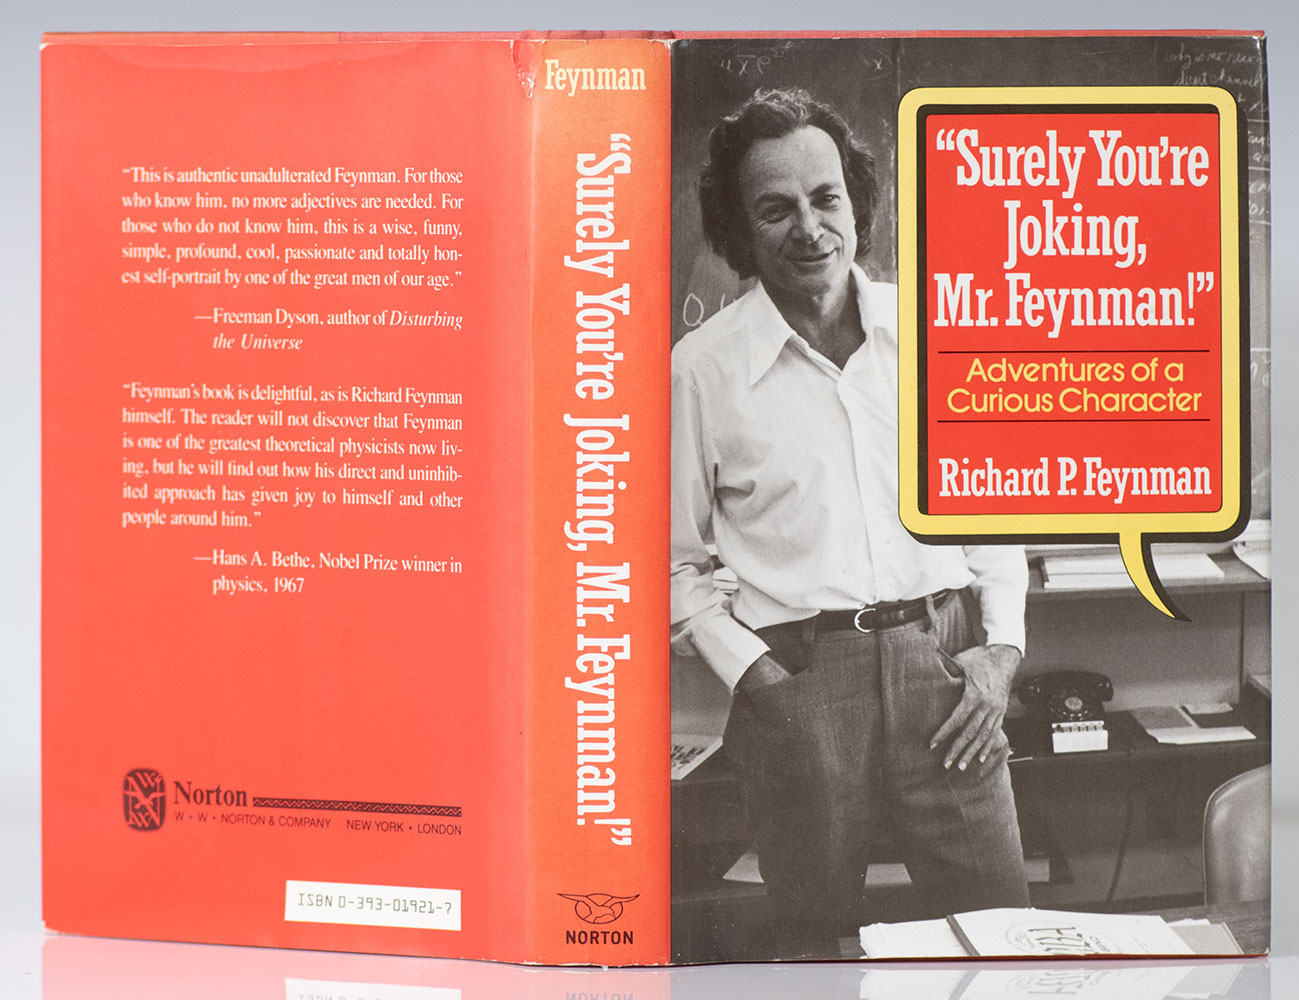 “This is authentic unadulterated Feynman. For those
who know him, no more adjectives are needed. For
those who do not know him, this is a wise, funny,
simple, profound, cool, passionate and totally hon-
est self-portrait by one of the great men of our age.”
—Freeman Dyson, author of Disturbing
the Universe
“Feynman’s book is delightful, as is Richard Feynman
himself. The reader will not discover that Feynman
is one of the greatest theoretical physicists now liv-
ing, but he will find out how his direct and uninhib-
ited approach has given joy to himself and other
people around him.”
—Hans A. Bethe, Nobel Prize winner in
physics, 1967
Norton
W • W • NORTON & COMPANY NEW YORK • LONDON
ISBN 0-393-01921-7
Feynman
“Surely You’re Joking, Mr. Feynman!”
NORTON
“Surely You’re
Joking,
Mr. Feynman!”
Adventures of a
Curious Character
Richard P. Feynman